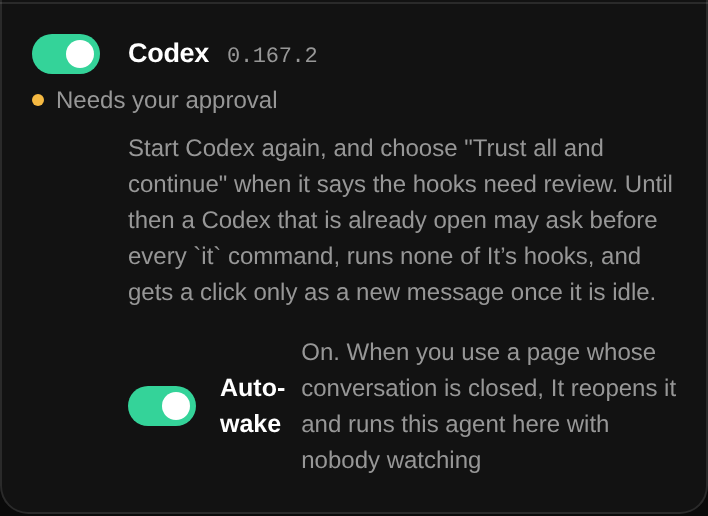 Codex 0.167.2
Needs your approval
Start Codex again, and choose "Trust all and
continue" when it says the hooks need review. Until
then a Codex that is already open may ask before
every `it` command, runs none of It’s hooks, and
gets a click only as a new message once it is idle.
Auto-
wake
On. When you use a page whose
conversation is closed, It reopens it
and runs this agent here with
nobody watching